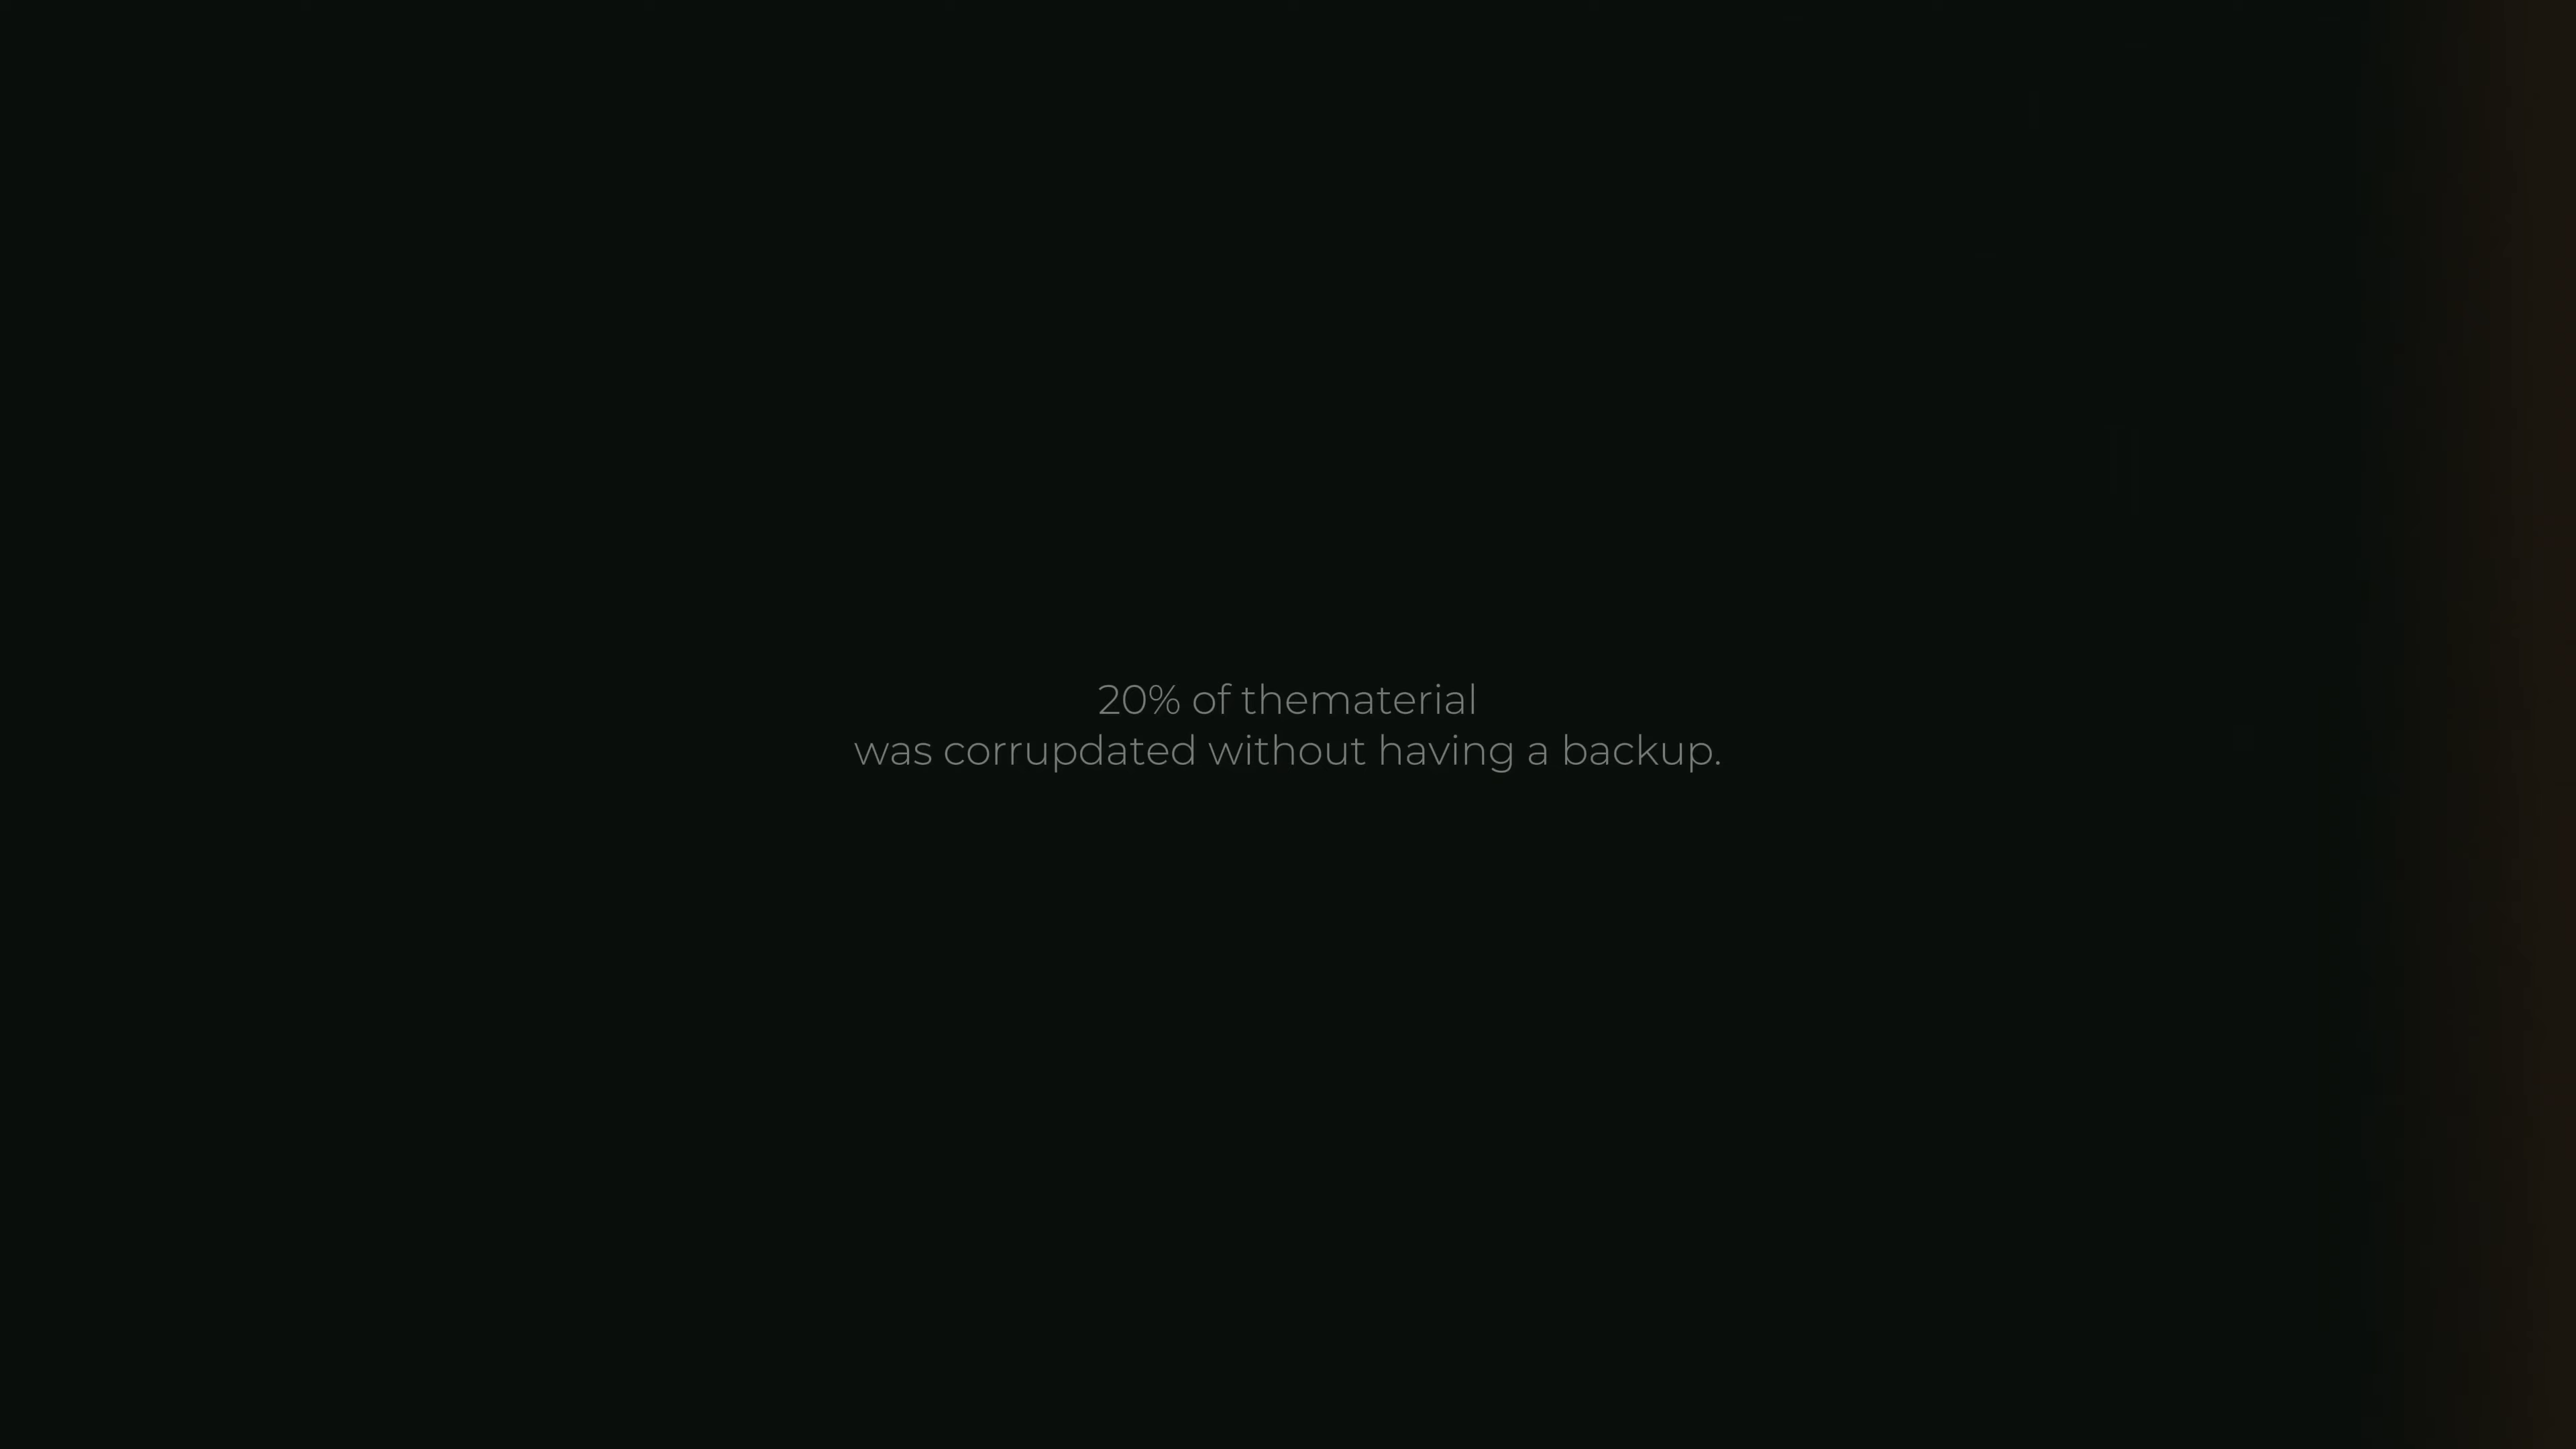 20% of thematerial
was corrupdated without having a backup.